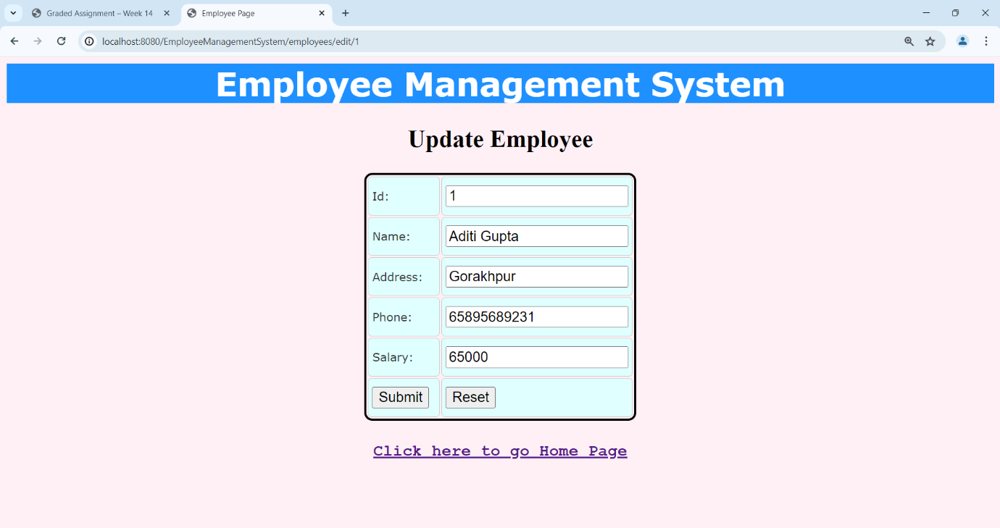 Graded Assignment – Week 14
Employee Page
localhost:8080/EmployeeManagementSystem/employees/edit/1
Employee Management System
Update Employee
Id: 1
Name: Aditi Gupta
Address: Gorakhpur
Phone: 65895689231
Salary: 65000
Submit Reset
Click here to go Home Page